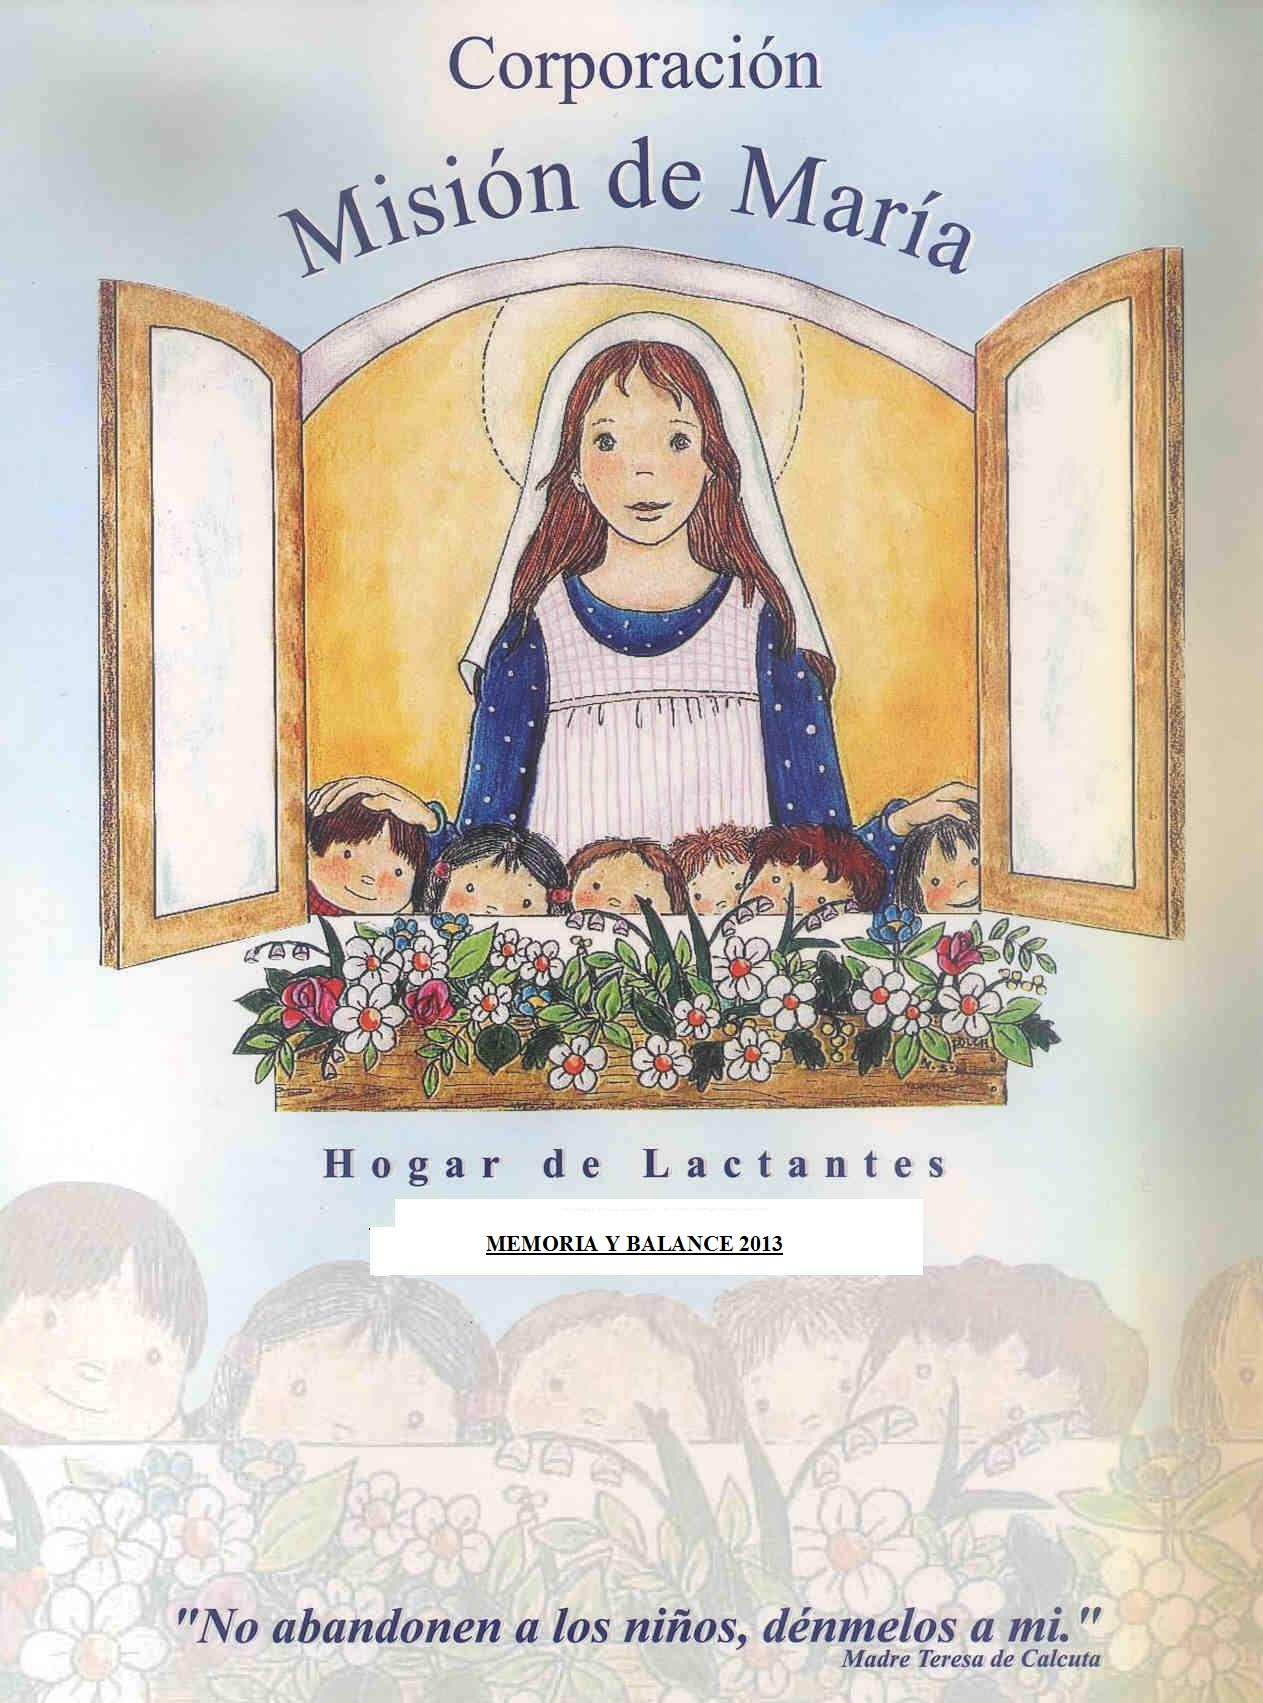 Corporación
Misión de María
Hogar de Lactantes
MEMORIA Y BALANCE 2013
"No abandonen a los niños, dénmelos a mi."
Madre Teresa de Calcuta